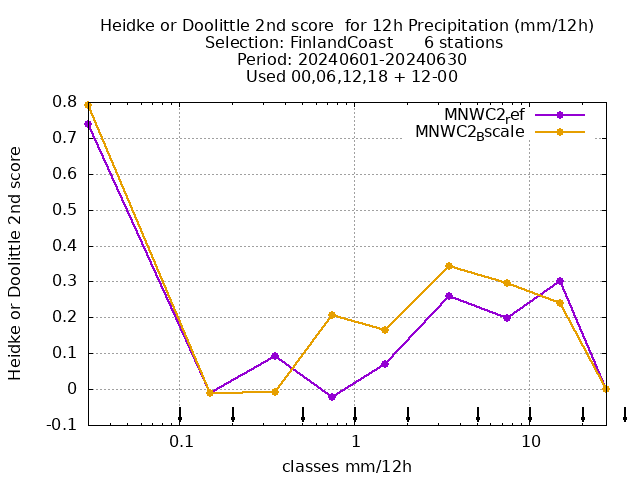 Heidke or Doolittle 2nd score  for 12h Precipitation (mm/12h)
Selection: FinlandCoast      6 stations
Period: 20240601-20240630
Used 00,06,12,18 + 12-00
MNWC2ref
MNWC2Bscale
0.8
0.7
0.6
0.5
0.4
0.3
0.2
0.1
0
-0.1
Heidke or Doolittle 2nd score
0.1
1
10
classes mm/12h